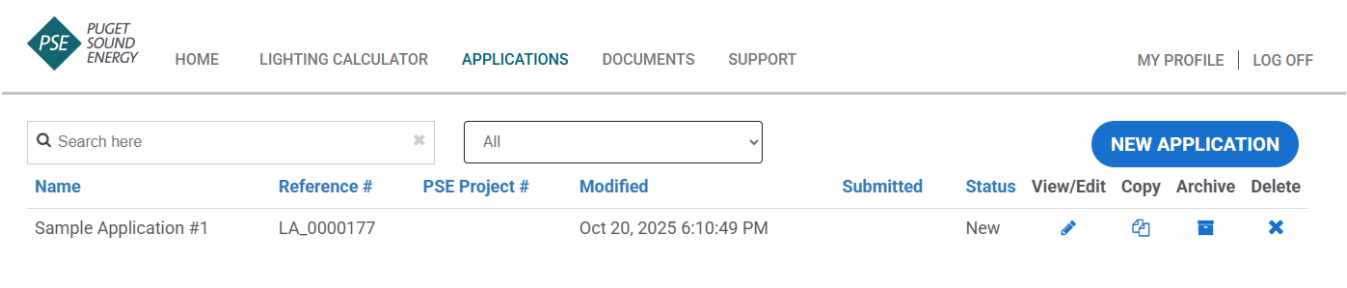 PSE PUGET SOUND ENERGY
HOME LIGHTING CALCULATOR APPLICATIONS DOCUMENTS SUPPORT MY PROFILE LOG OFF
Search here All NEW APPLICATION
Name Reference # PSE Project # Modified Submitted Status View/Edit Copy Archive Delete
Sample Application #1 LA_0000177 Oct 20, 2025 6:10:49 PM New